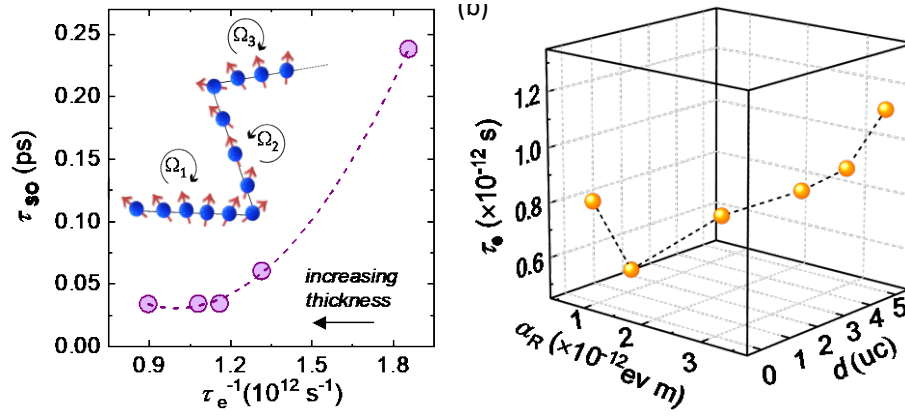 0.25
0.20
0.15
0.10
0.05
0.00
τso (ps)
Ω3
Ω2
Ω1
increasing
thickness
0.9 1.2 1.5 1.8
τe⁻¹(10¹² s⁻¹)
(b)
1.2
1.0
0.8
0.6
τe (×10⁻¹² s)
1 2 3
αR (×10⁻¹²ev m)
0 1 2 3 4 5
d(uc)